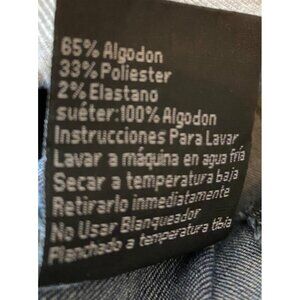 65% Algodon
33% Poliester
2% Elastano
suéter:100% Algodon
Instrucciones Para Lavar
Lavar a máquina en agua fría
Secar a temperatura baja
Retirarlo inmediatamente
No Usar Blanqueador
Planchado a temperatura tibia